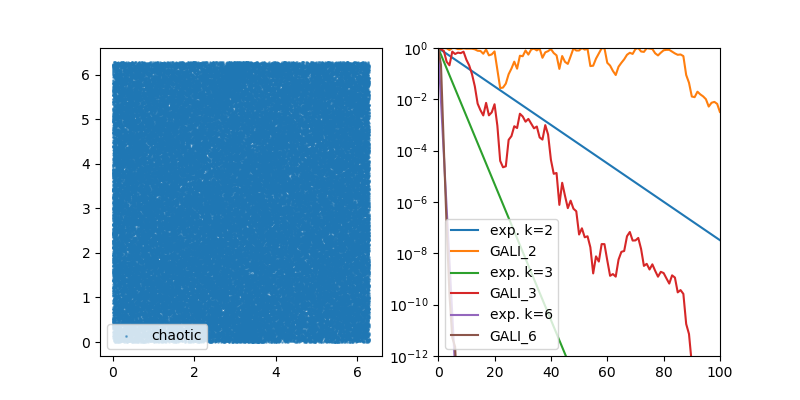 6
5
4
3
2
1
0
0 2 4 6
chaotic
10^0
10^−2
10^−4
10^−6
10^−8
10^−10
10^−12
0 20 40 60 80 100
exp. k=2
GALI_2
exp. k=3
GALI_3
exp. k=6
GALI_6